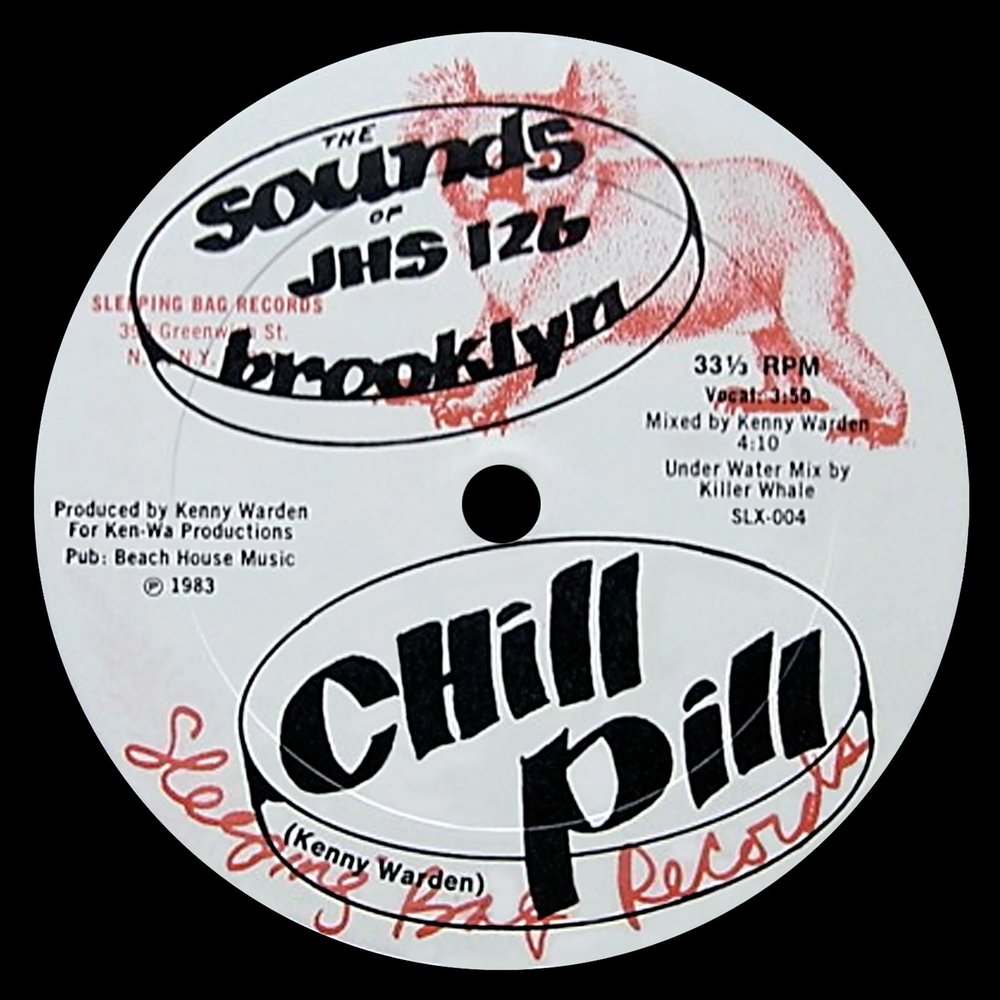 THE
Sounds
OF
JHS 126
brooklyn
SLEEPING BAG RECORDS
Greenwich St.
N.Y.
33⅓ RPM
Vocal: 3:50
Mixed by Kenny Warden
4:10
Under Water Mix by
Killer Whale
SLX-004
Produced by Kenny Warden
For Ken-Wa Productions
Pub: Beach House Music
℗ 1983
CHill
pill
(Kenny Warden)
Sleeping Bag Records